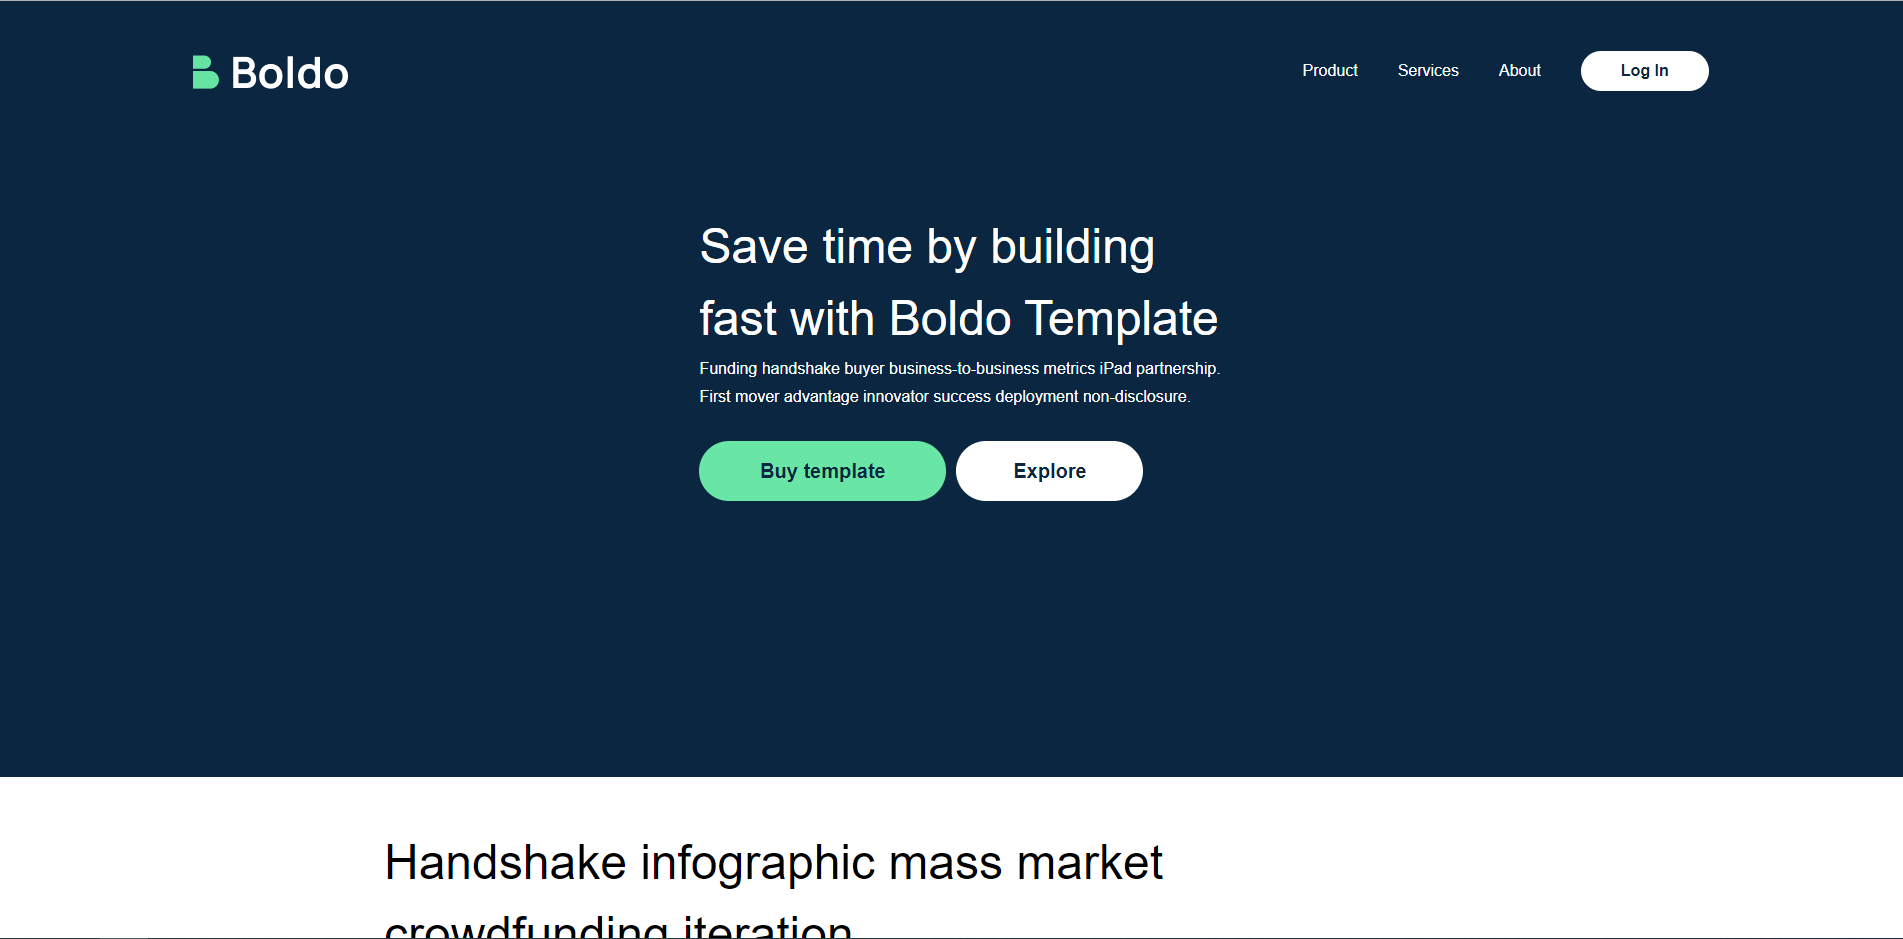 Boldo
Product
Services
About
Log In
Save time by building
fast with Boldo Template
Funding handshake buyer business-to-business metrics iPad partnership.
First mover advantage innovator success deployment non-disclosure.
Buy template
Explore
Handshake infographic mass market
crowdfunding iteration